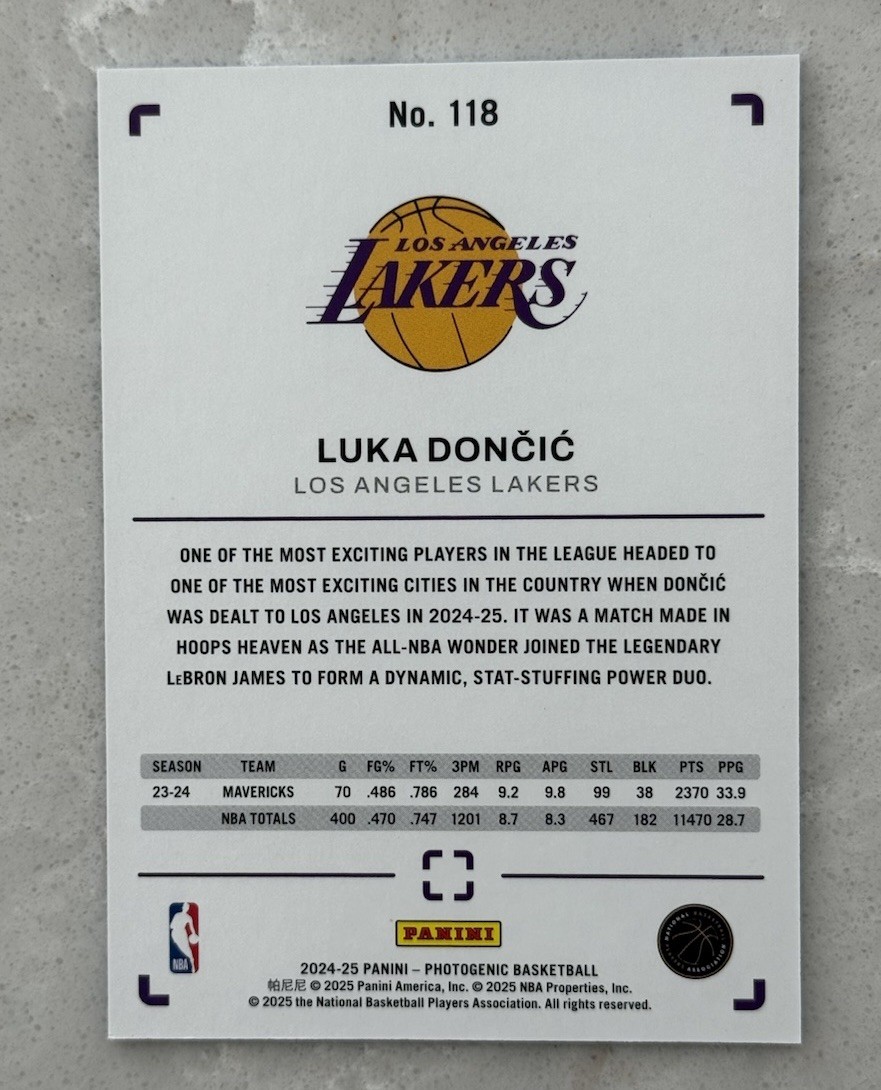 No. 118
LOS ANGELES
LAKERS
LUKA DONČIĆ
LOS ANGELES LAKERS
ONE OF THE MOST EXCITING PLAYERS IN THE LEAGUE HEADED TO
ONE OF THE MOST EXCITING CITIES IN THE COUNTRY WHEN DONČIĆ
WAS DEALT TO LOS ANGELES IN 2024-25. IT WAS A MATCH MADE IN
HOOPS HEAVEN AS THE ALL-NBA WONDER JOINED THE LEGENDARY
LeBRON JAMES TO FORM A DYNAMIC, STAT-STUFFING POWER DUO.
SEASON TEAM G FG% FT% 3PM RPG APG STL BLK PTS PPG
23-24 MAVERICKS 70 .486 .786 284 9.2 9.8 99 38 2370 33.9
NBA TOTALS 400 .470 .747 1201 8.7 8.3 467 182 11470 28.7
NBA
PANINI
NATIONAL BASKETBALL ASSOCIATION
2024-25 PANINI – PHOTOGENIC BASKETBALL
帕尼尼 © 2025 Panini America, Inc. © 2025 NBA Properties, Inc.
© 2025 the National Basketball Players Association. All rights reserved.